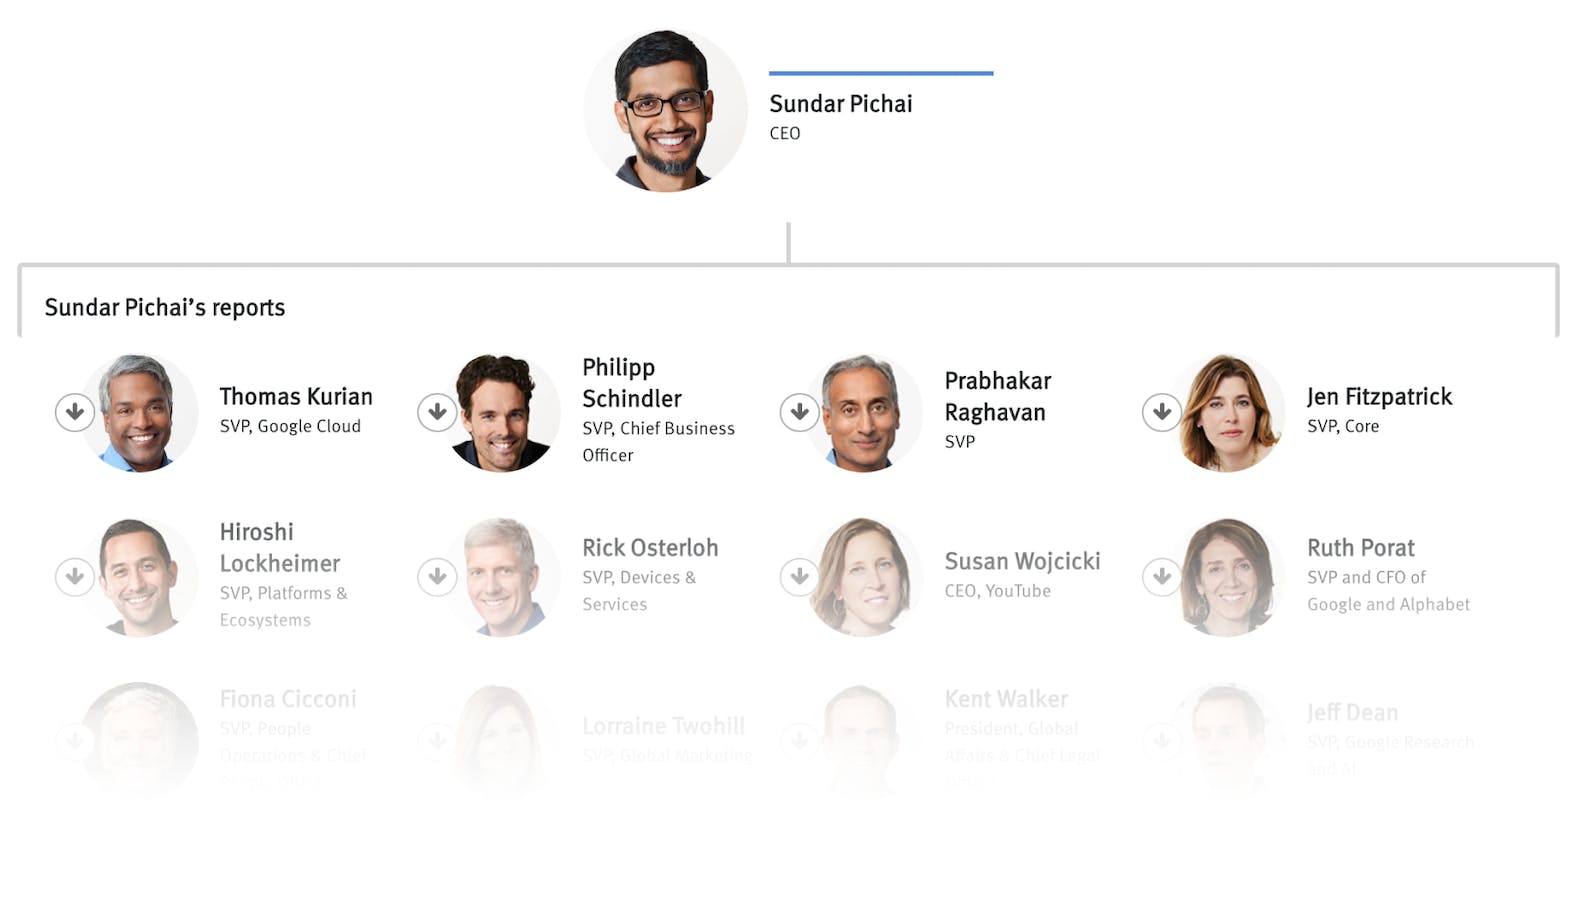 Sundar Pichai
CEO
Sundar Pichai’s reports
Thomas Kurian
SVP, Google Cloud
Philipp
Schindler
SVP, Chief Business
Officer
Prabhakar
Raghavan
SVP
Jen Fitzpatrick
SVP, Core
Hiroshi
Lockheimer
SVP, Platforms &
Ecosystems
Rick Osterloh
SVP, Devices &
Services
Susan Wojcicki
CEO, YouTube
Ruth Porat
SVP and CFO of
Google and Alphabet
Fiona Cicconi
SVP, People
Operations & Chief
Lorraine Twohill
SVP, Global Marketing
Kent Walker
President, Global
Affairs & Chief Legal
Jeff Dean
SVP, Google Research
and AI